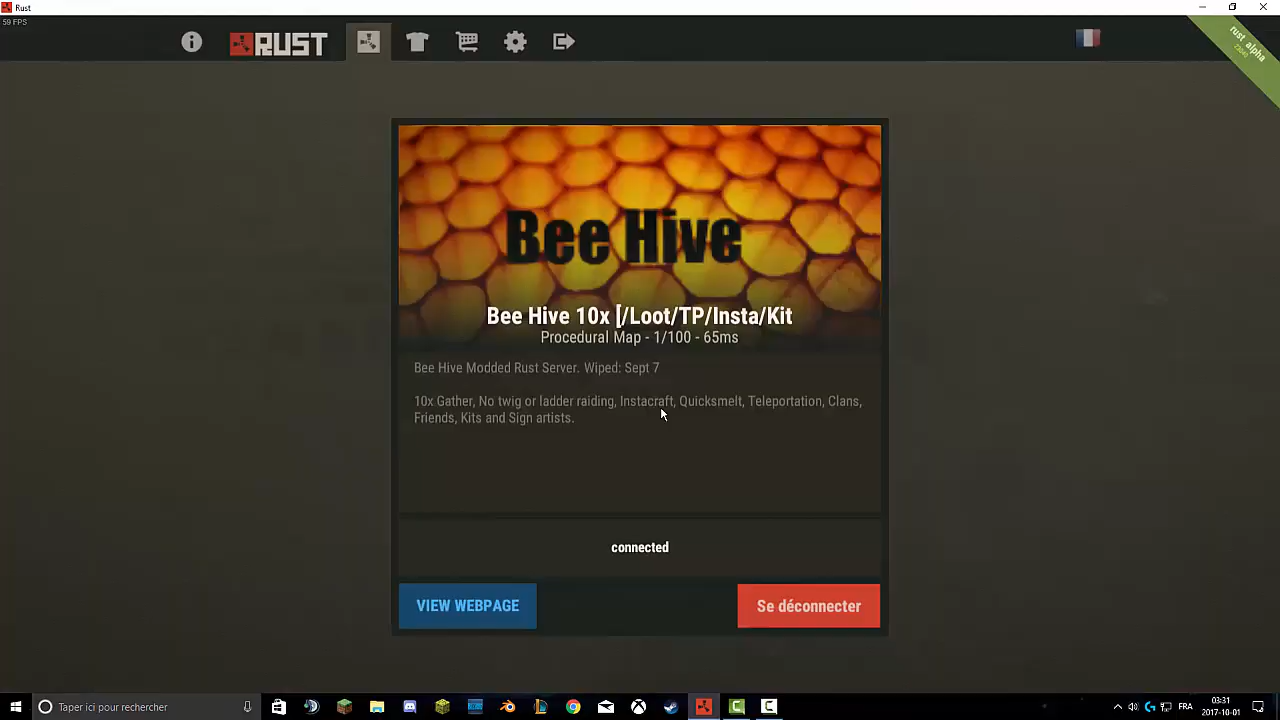 Rust
59 FPS
RUST
rust alpha
Bee Hive
Bee Hive 10x [/Loot/TP/Insta/Kit
Procedural Map - 1/100 - 65ms
Bee Hive Modded Rust Server. Wiped: Sept 7
10x Gather, No twig or ladder raiding, Instacraft, Quicksmelt, Teleportation, Clans,
Friends, Kits and Sign artists.
connected
VIEW WEBPAGE
Se déconnecter
Taper ici pour rechercher
FRA
03:31
2017-10-01